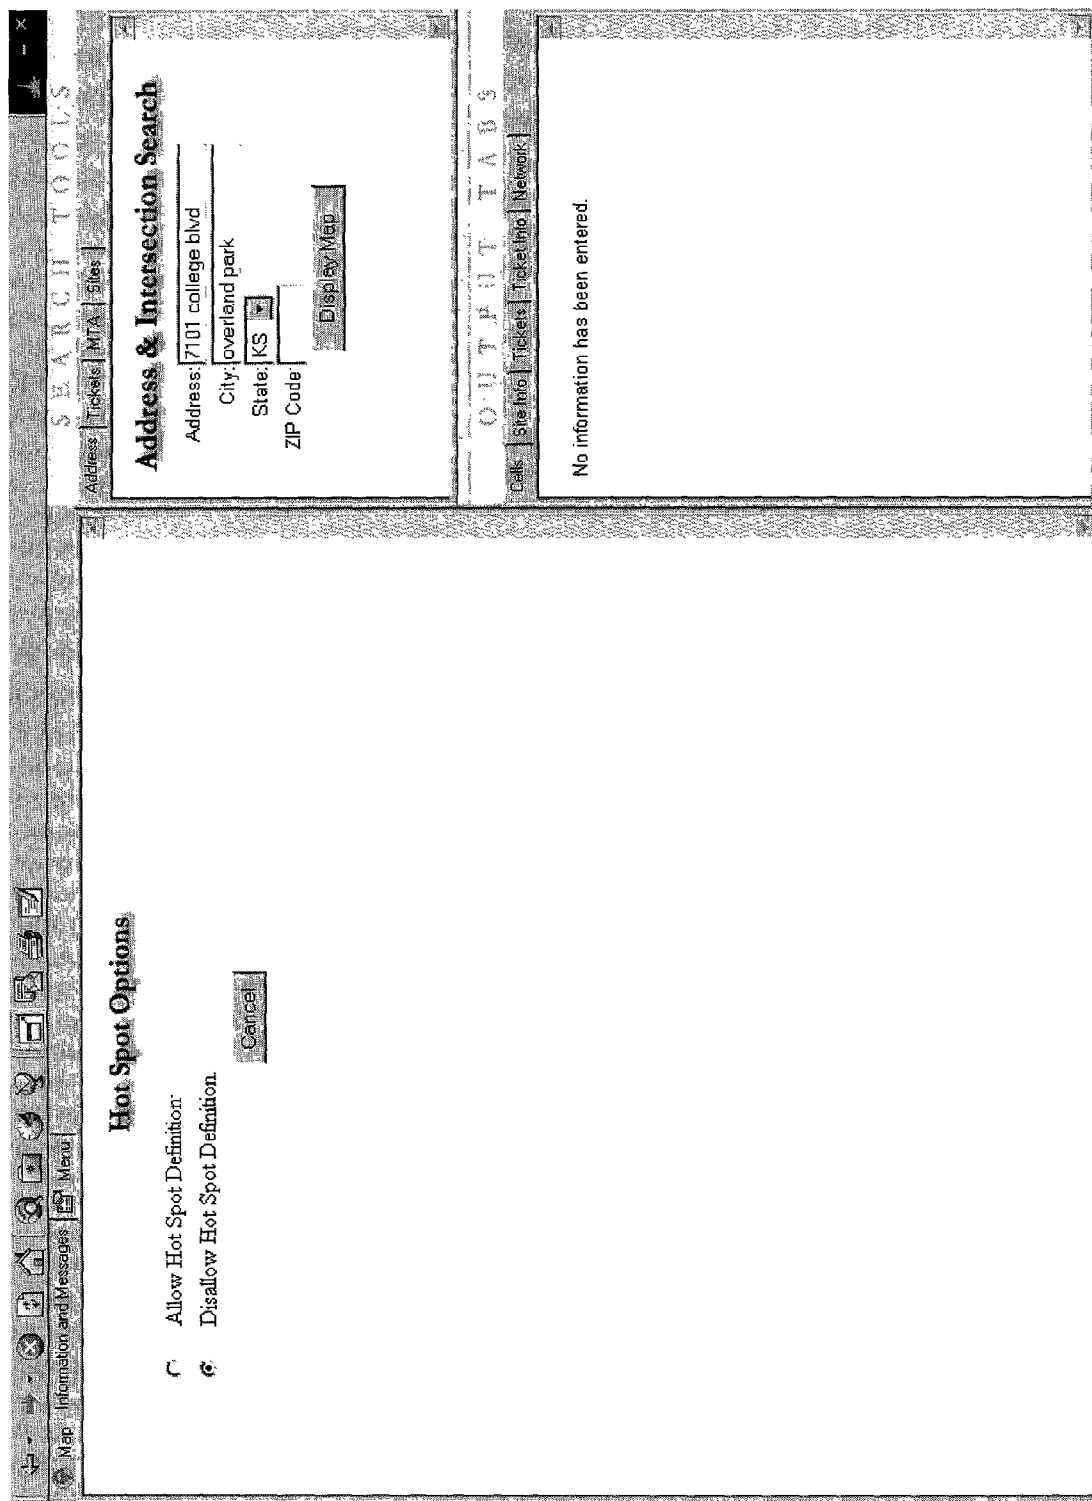 Map Information and Messages Menu
Hot Spot Options
Allow Hot Spot Definition:
Disallow Hot Spot Definition.
Cancel
SEARCH TOOLS
Address Tickets MTA Sites
Address & Intersection Search
Address: 7101 college blvd
City: overland park
State: KS
ZIP Code:
Display Map
OUTPUT TABS
Cells Site Info Tickets Ticket Info Network
No information has been entered.